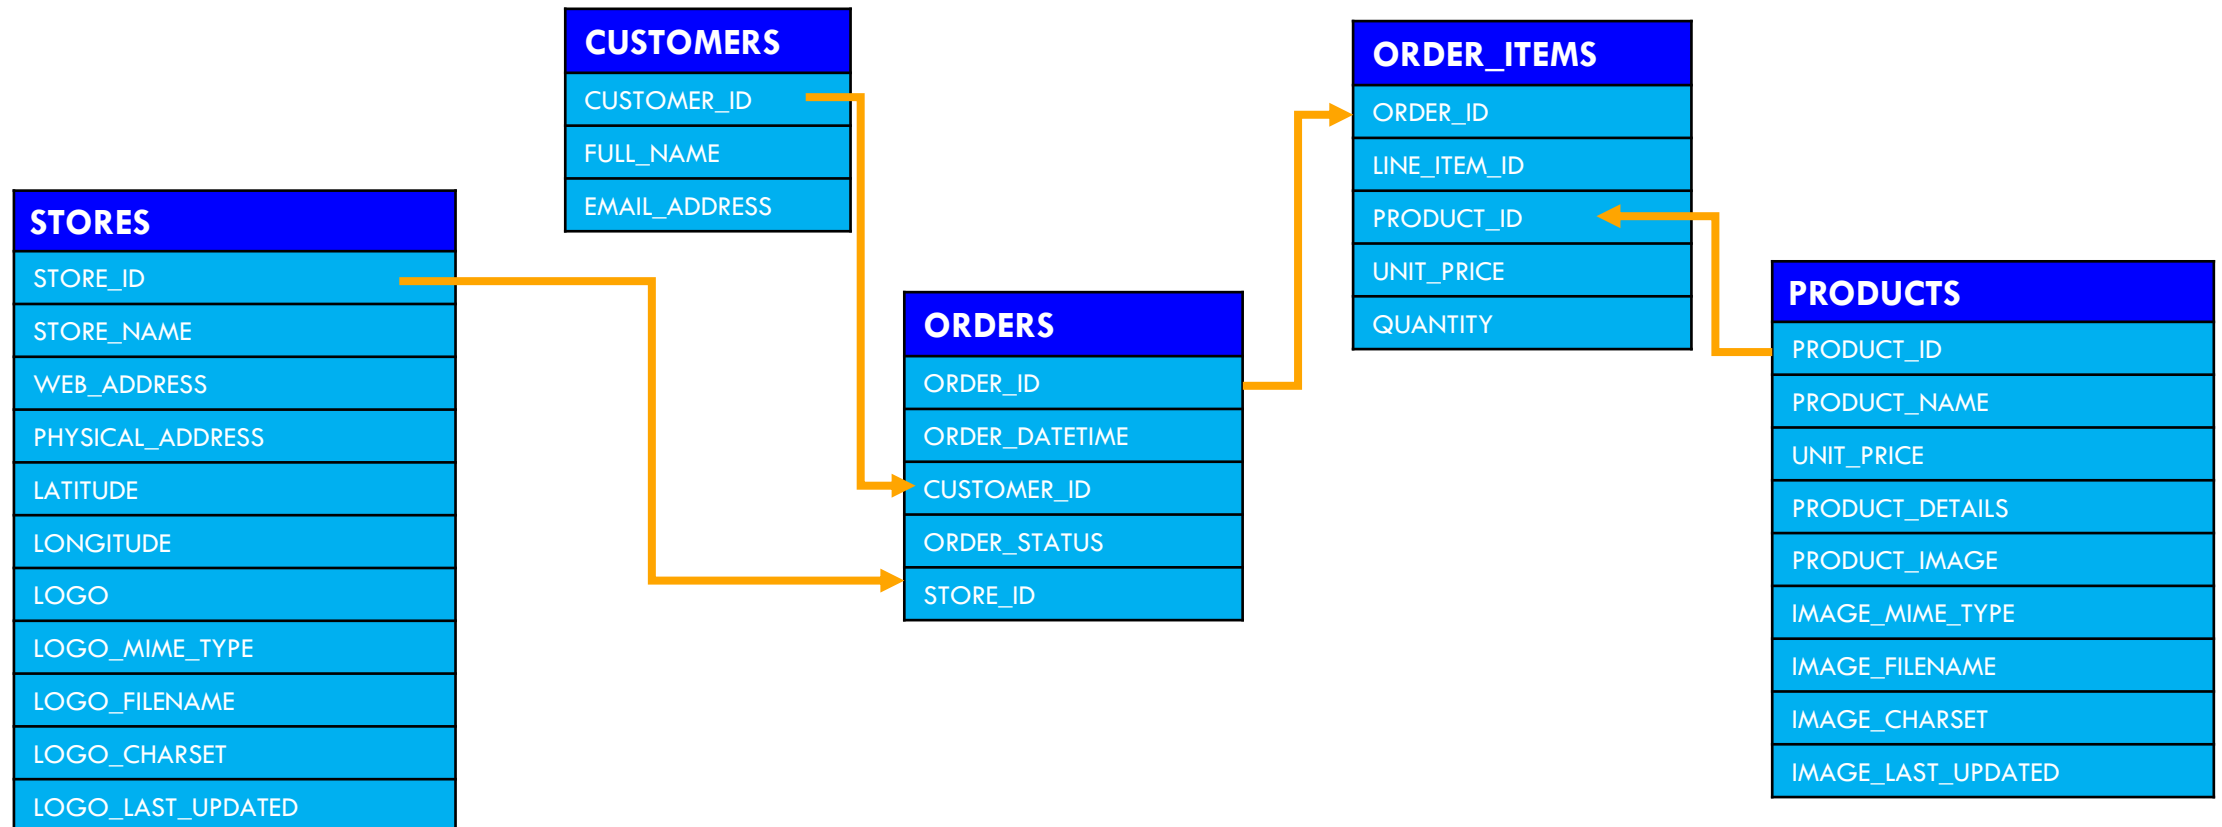 CUSTOMERS
CUSTOMER_ID
FULL_NAME
EMAIL_ADDRESS
ORDER_ITEMS
ORDER_ID
LINE_ITEM_ID
PRODUCT_ID
UNIT_PRICE
QUANTITY
STORES
STORE_ID
STORE_NAME
WEB_ADDRESS
PHYSICAL_ADDRESS
LATITUDE
LONGITUDE
LOGO
LOGO_MIME_TYPE
LOGO_FILENAME
LOGO_CHARSET
LOGO_LAST_UPDATED
ORDERS
ORDER_ID
ORDER_DATETIME
CUSTOMER_ID
ORDER_STATUS
STORE_ID
PRODUCTS
PRODUCT_ID
PRODUCT_NAME
UNIT_PRICE
PRODUCT_DETAILS
PRODUCT_IMAGE
IMAGE_MIME_TYPE
IMAGE_FILENAME
IMAGE_CHARSET
IMAGE_LAST_UPDATED